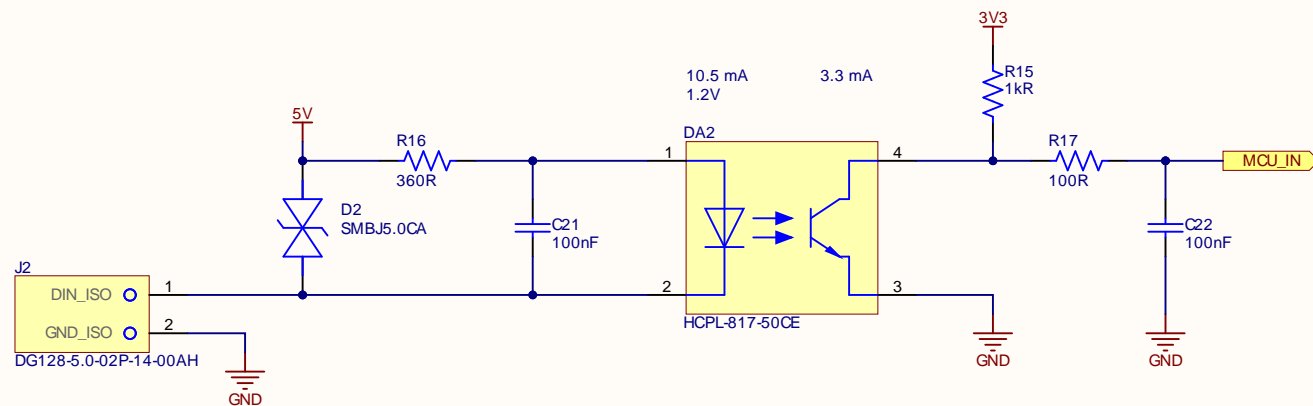 3V3
10.5 mA
1.2V
3.3 mA
R15
1kR
5V
R16
360R
DA2
1
4
R17
100R
MCU_IN
D2
SMBJ5.0CA
C21
100nF
C22
100nF
J2
DIN_ISO
1
2
3
GND_ISO
2
HCPL-817-50CE
DG128-5.0-02P-14-00AH
GND
GND
GND